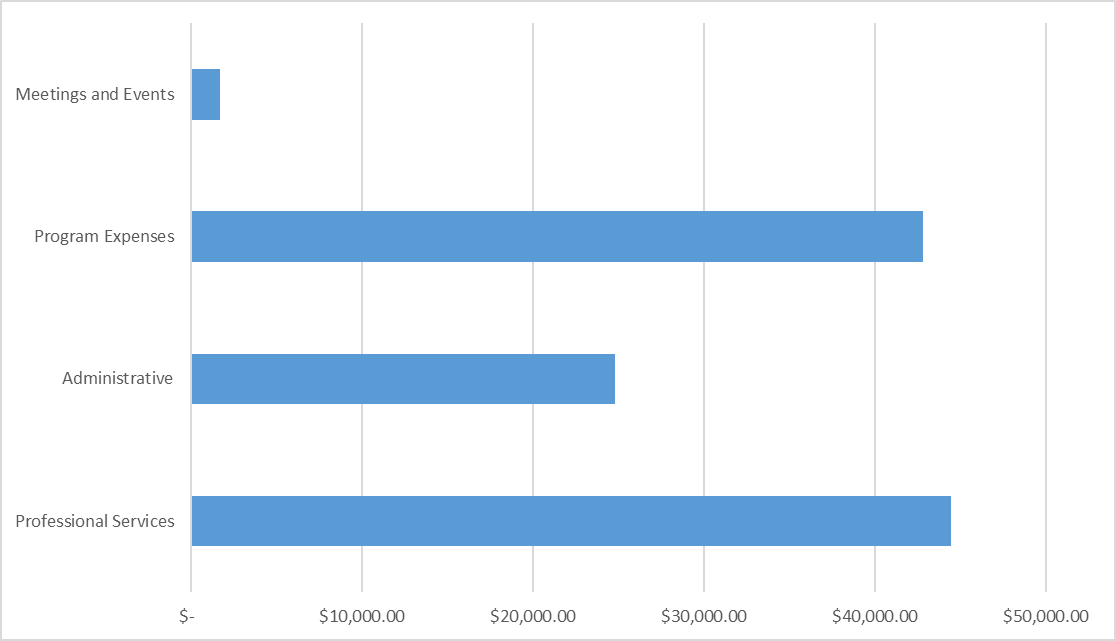 Meetings and Events
Program Expenses
Administrative
Professional Services
$-
$10,000.00
$20,000.00
$30,000.00
$40,000.00
$50,000.00